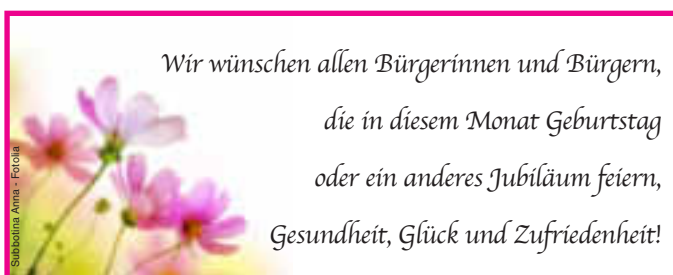 Wir wünschen allen Bürgerinnen und Bürgern,
die in diesem Monat Geburtstag
oder ein anderes Jubiläum feiern,
Gesundheit, Glück und Zufriedenheit!
Subbotina Anna - Fotolia